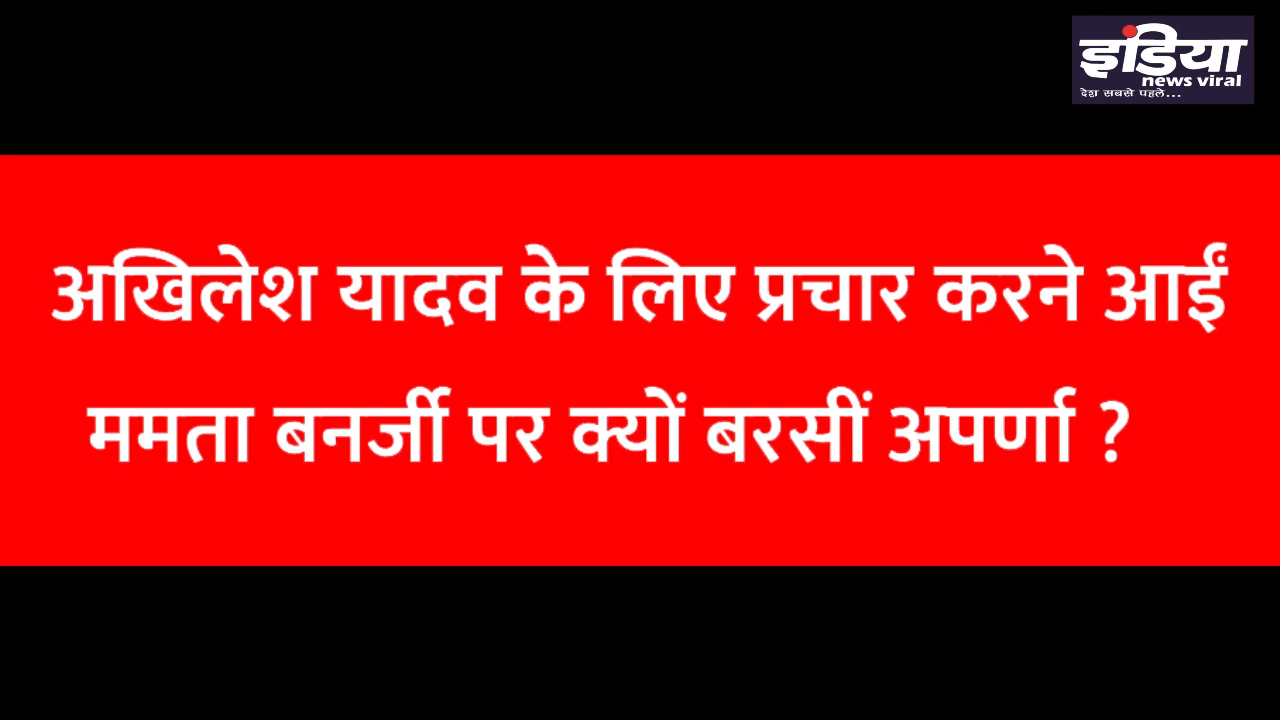 इंडिया
news viral
देश सबसे पहले...
अखिलेश यादव के लिए प्रचार करने आईं
ममता बनर्जी पर क्यों बरसीं अपर्णा ?